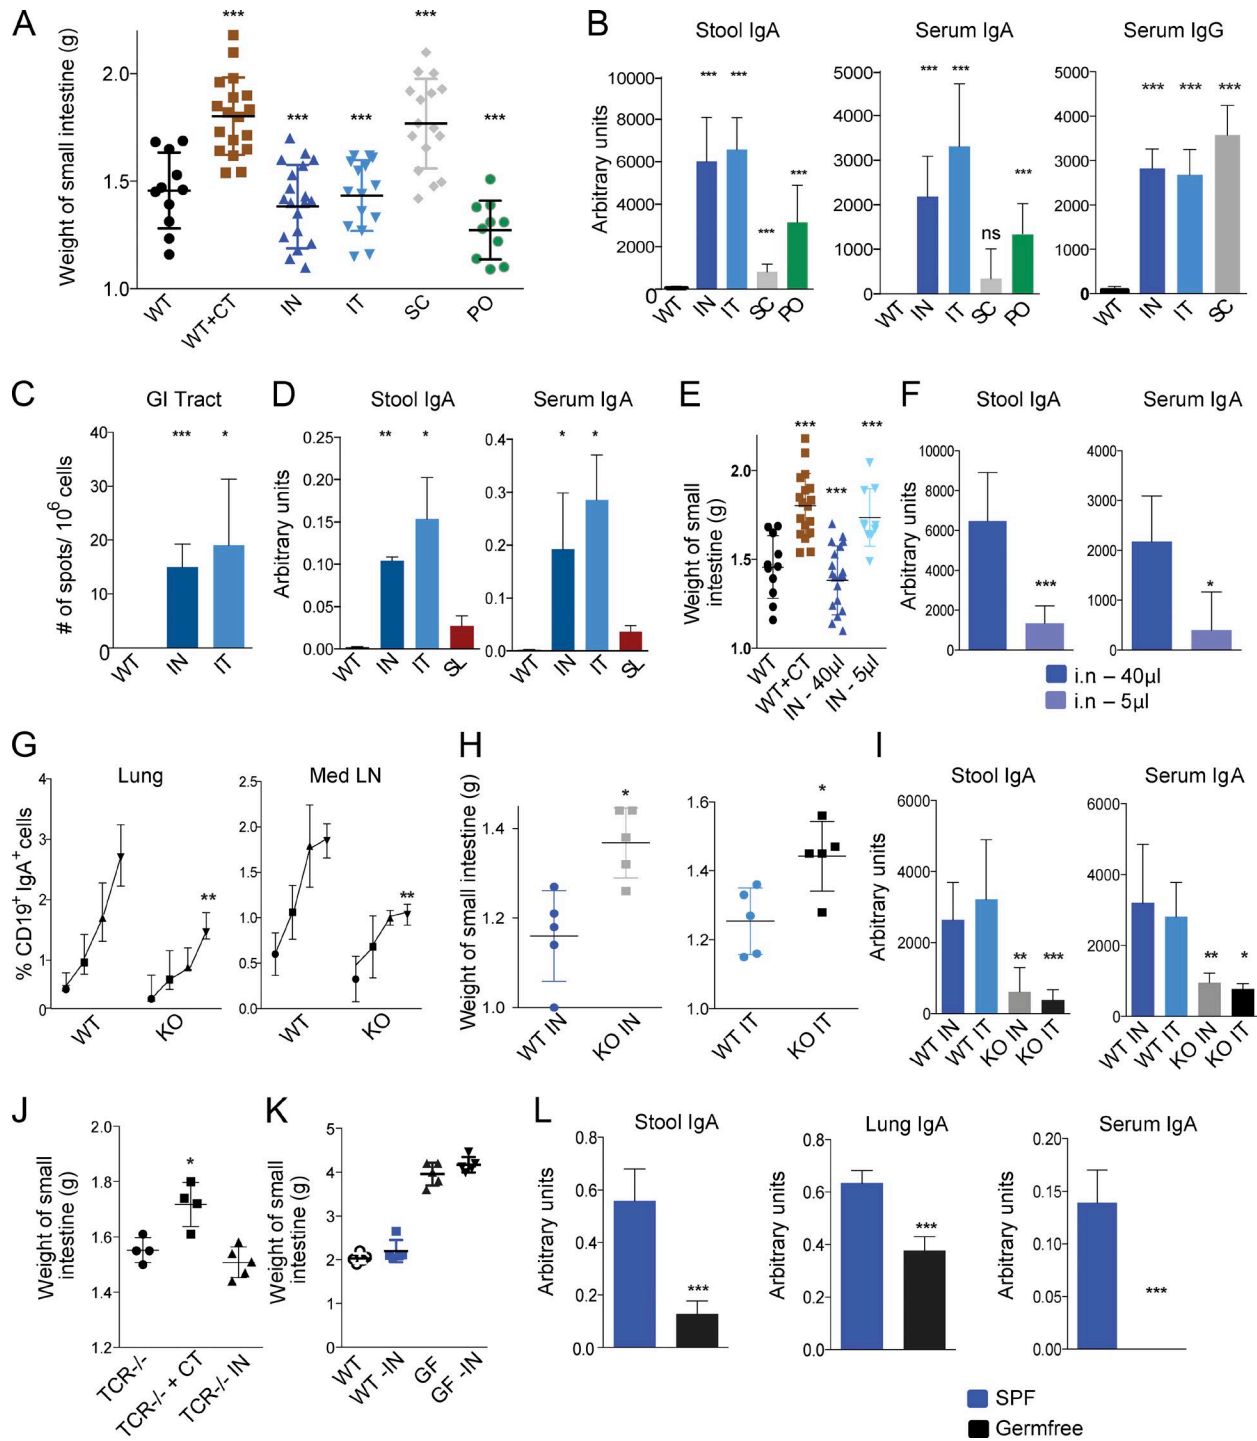 A
Weight of small intestine (g)
2.0
1.5
1.0
***
***
***
***
***
WT
WT+CT
IN
IT
SC
PO
B
Stool IgA
Arbitrary units
10000
8000
6000
4000
2000
0
***
***
***
***
WT
IN
IT
SC
PO
Serum IgA
5000
4000
3000
2000
1000
0
***
***
ns
***
WT
IN
IT
SC
PO
Serum IgG
5000
4000
3000
2000
1000
0
***
***
***
WT
IN
IT
SC
C
GI Tract
# of spots/ 10⁶ cells
40
30
20
10
0
***
*
WT
IN
IT
D
Stool IgA
Arbitrary units
0.25
0.20
0.15
0.10
0.05
0.00
**
*
WT
IN
IT
SL
Serum IgA
0.4
0.3
0.2
0.1
0.0
*
*
WT
IN
IT
SL
E
Weight of small
intestine (g)
2.0
1.5
1.0
***
***
***
WT
WT+CT
IN - 40µl
IN - 5µl
F
Stool IgA
Arbitrary units
10000
8000
6000
4000
2000
0
***
Serum IgA
4000
3000
2000
1000
0
*
i.n – 40µl
i.n – 5µl
G
Lung
% CD19⁺IgA⁺cells
4
3
2
1
0
**
WT
KO
Med LN
2.5
2.0
1.5
1.0
0.5
0.0
**
WT
KO
H
Weight of small intestine (g)
1.4
1.2
1.0
*
WT IN
KO IN
1.6
1.4
1.2
1.0
*
WT IT
KO IT
I
Stool IgA
Arbitrary units
6000
4000
2000
0
**
***
WT IN
WT IT
KO IN
KO IT
Serum IgA
6000
4000
2000
0
**
*
WT IN
WT IT
KO IN
KO IT
J
Weight of small
intestine (g)
2.0
1.8
1.6
1.4
1.2
*
TCR-/-
TCR-/- + CT
TCR-/- IN
K
Weight of small
intestine (g)
5
4
3
2
1
0
WT
WT -IN
GF
GF -IN
L
Stool IgA
Arbitrary units
0.8
0.6
0.4
0.2
0.0
***
Lung IgA
Arbitrary units
0.8
0.6
0.4
0.2
0.0
***
Serum IgA
Arbitrary units
0.20
0.15
0.10
0.05
0.00
***
SPF
Germfree